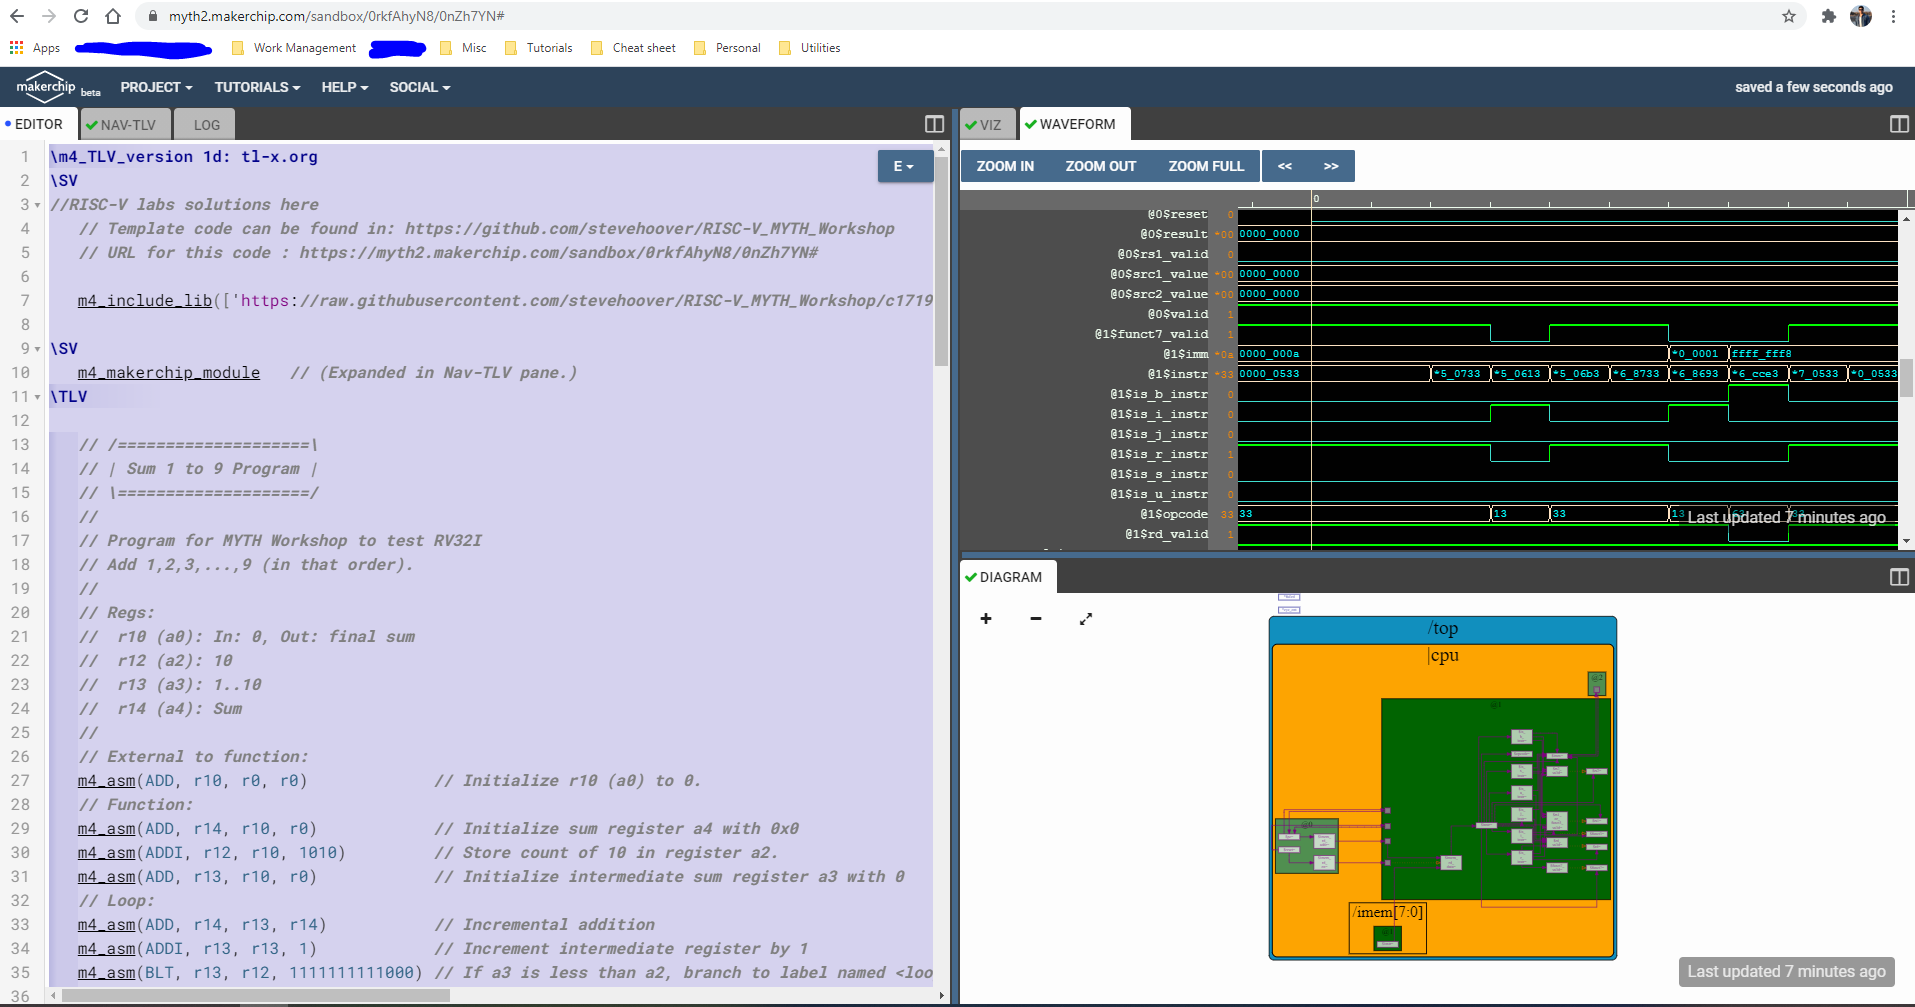 myth2.makerchip.com/sandbox/0rkfAhyN8/0nZh7YN#
Apps
Work Management
Misc
Tutorials
Cheat sheet
Personal
Utilities
makerchip beta
PROJECT
TUTORIALS
HELP
SOCIAL
saved a few seconds ago
EDITOR
NAV-TLV
LOG
E
1 \m4_TLV_version 1d: tl-x.org
2 \SV
3 //RISC-V labs solutions here
4 // Template code can be found in: https://github.com/stevehoover/RISC-V_MYTH_Workshop
5 // URL for this code : https://myth2.makerchip.com/sandbox/0rkfAhyN8/0nZh7YN#
6
7 m4_include_lib(['https://raw.githubusercontent.com/stevehoover/RISC-V_MYTH_Workshop/c1719
8
9 \SV
10 m4_makerchip_module // (Expanded in Nav-TLV pane.)
11 \TLV
12
13 // /====================\
14 // | Sum 1 to 9 Program |
15 // \====================/
16 //
17 // Program for MYTH Workshop to test RV32I
18 // Add 1,2,3,...,9 (in that order).
19 //
20 // Regs:
21 // r10 (a0): In: 0, Out: final sum
22 // r12 (a2): 10
23 // r13 (a3): 1..10
24 // r14 (a4): Sum
25 //
26 // External to function:
27 m4_asm(ADD, r10, r0, r0) // Initialize r10 (a0) to 0.
28 // Function:
29 m4_asm(ADD, r14, r10, r0) // Initialize sum register a4 with 0x0
30 m4_asm(ADDI, r12, r10, 1010) // Store count of 10 in register a2.
31 m4_asm(ADD, r13, r10, r0) // Initialize intermediate sum register a3 with 0
32 // Loop:
33 m4_asm(ADD, r14, r13, r14) // Incremental addition
34 m4_asm(ADDI, r13, r13, 1) // Increment intermediate register by 1
35 m4_asm(BLT, r13, r12, 1111111111000) // If a3 is less than a2, branch to label named <loo
36
VIZ
WAVEFORM
ZOOM IN
ZOOM OUT
ZOOM FULL
<<
>>
0
@0$reset 0
@0$result *00 0000_0000
@0$rs1_valid 0
@0$src1_value *00 0000_0000
@0$src2_value *00 0000_0000
@0$valid 1
@1$funct7_valid 1
@1$imm *0a 0000_000a *0_0001 ffff_fff8
@1$instr *33 0000_0533 *5_0733 *5_0613 *5_06b3 *6_8733 *6_8693 *6_cce3 *7_0533 *0_0533
@1$is_b_instr 0
@1$is_i_instr 0
@1$is_j_instr 0
@1$is_r_instr 1
@1$is_s_instr 0
@1$is_u_instr 0
@1$opcode 33 33 13 33 13 63 33
@1$rd_valid 1
Last updated 7 minutes ago
DIAGRAM
/top
|cpu
@2
@1
@0
/imem[7:0]
Last updated 7 minutes ago